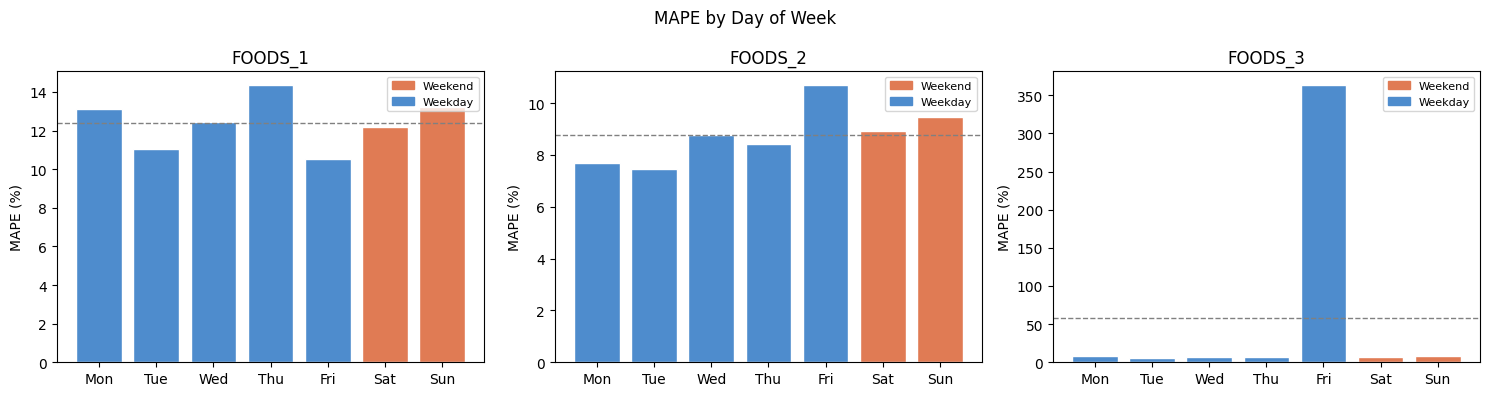 MAPE by Day of Week
FOODS_1
MAPE (%)
14
12
10
8
6
4
2
0
Mon Tue Wed Thu Fri Sat Sun
Weekend
Weekday
FOODS_2
MAPE (%)
10
8
6
4
2
0
Mon Tue Wed Thu Fri Sat Sun
Weekend
Weekday
FOODS_3
MAPE (%)
350
300
250
200
150
100
50
0
Mon Tue Wed Thu Fri Sat Sun
Weekend
Weekday